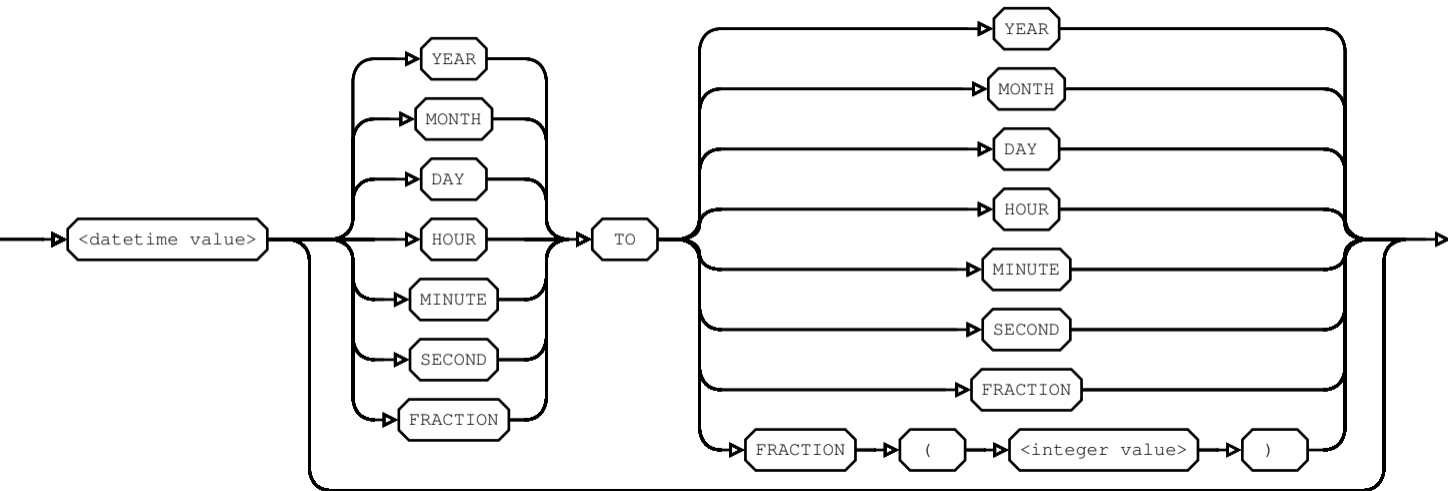 YEAR
YEAR
MONTH
MONTH
DAY
DAY
HOUR
HOUR
<datetime value>
TO
MINUTE
MINUTE
SECOND
SECOND
FRACTION
FRACTION
FRACTION ( <integer value> )